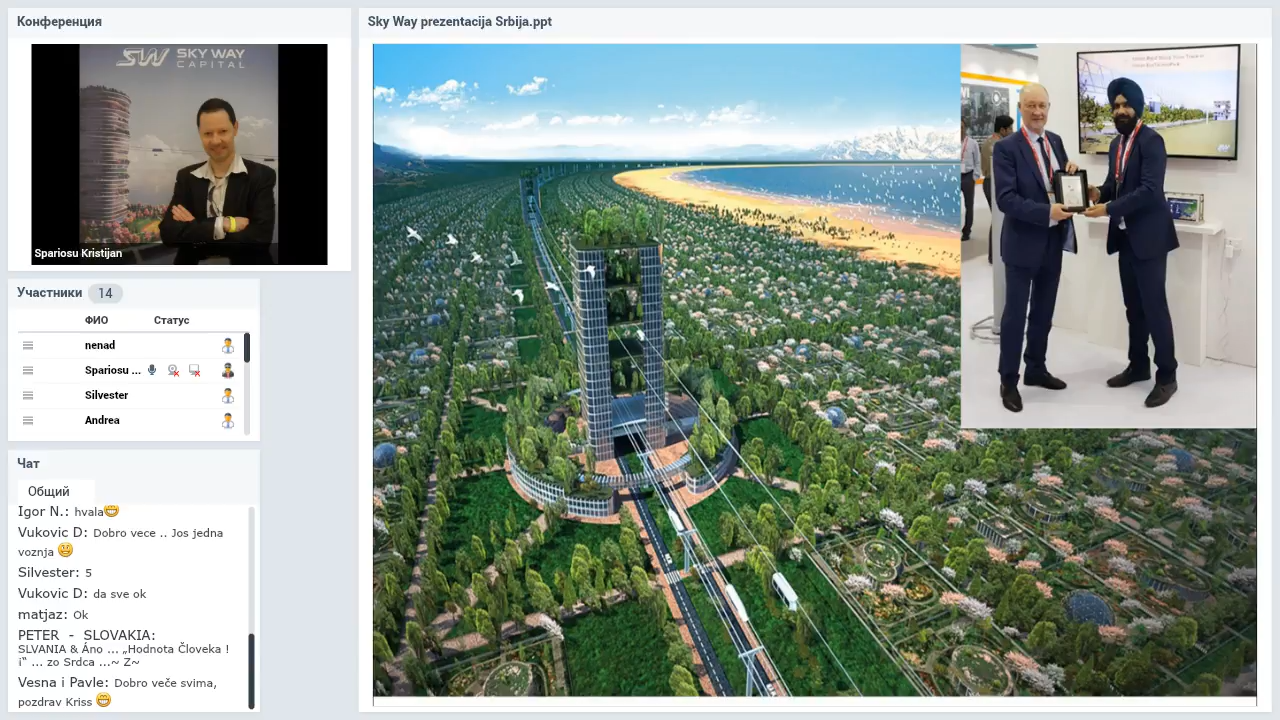 Конференция
SW SKY WAY
CAPITAL
Spariosu Kristijan
Участники 14
ФИО Статус
nenad
Spariosu ...
Silvester
Andrea
Чат
Общий
Igor N.: hvala
Vukovic D: Dobro vece .. Jos jedna
voznja
Silvester: 5
Vukovic D: da sve ok
matjaz: Ok
PETER - SLOVAKIA:
SLVANIA & Áno ... „Hodnota Človeka !
i“ ... zo Srdca ...~ Z~
Vesna i Pavle: Dobro veče svima,
pozdrav Kriss
Sky Way prezentacija Srbija.ppt